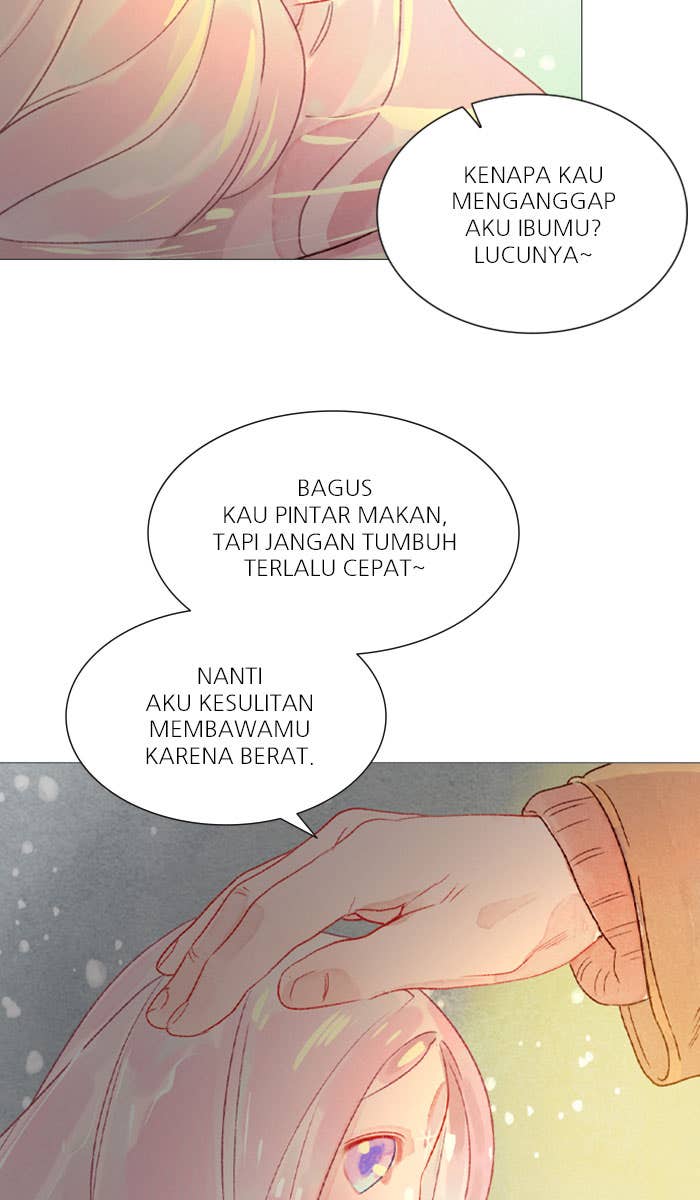 KENAPA KAU
MENGANGGAP
AKU IBUMU?
LUCUNYA~
BAGUS
KAU PINTAR MAKAN,
TAPI JANGAN TUMBUH
TERLALU CEPAT~
NANTI
AKU KESULITAN
MEMBAWAMU
KARENA BERAT.